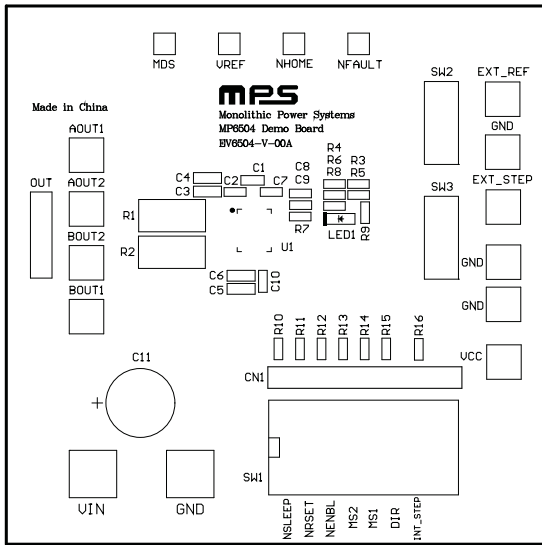 MDS VREF NHOME NFAULT
SW2 EXT_REF
mps
Made in China
Monolithic Power Systems
MP6504 Demo Board
EV6504-V-00A
AOUT1
GND
R4
R6 R3
R8 R5
C4 C1 C8
C3 C2 C7 C9
OUT AOUT2
SW3 EXT_STEP
R1
R7 LED1 R9
BOUT2
R2 U1
GND
C6
C5 C10
BOUT1
GND
R10 R11 R12 R13 R14 R15 R16
C11
VCC
CN1
+
SW1
VIN GND
NSLEEP NRSET NENBL MS2 MS1 DIR INT_STEP